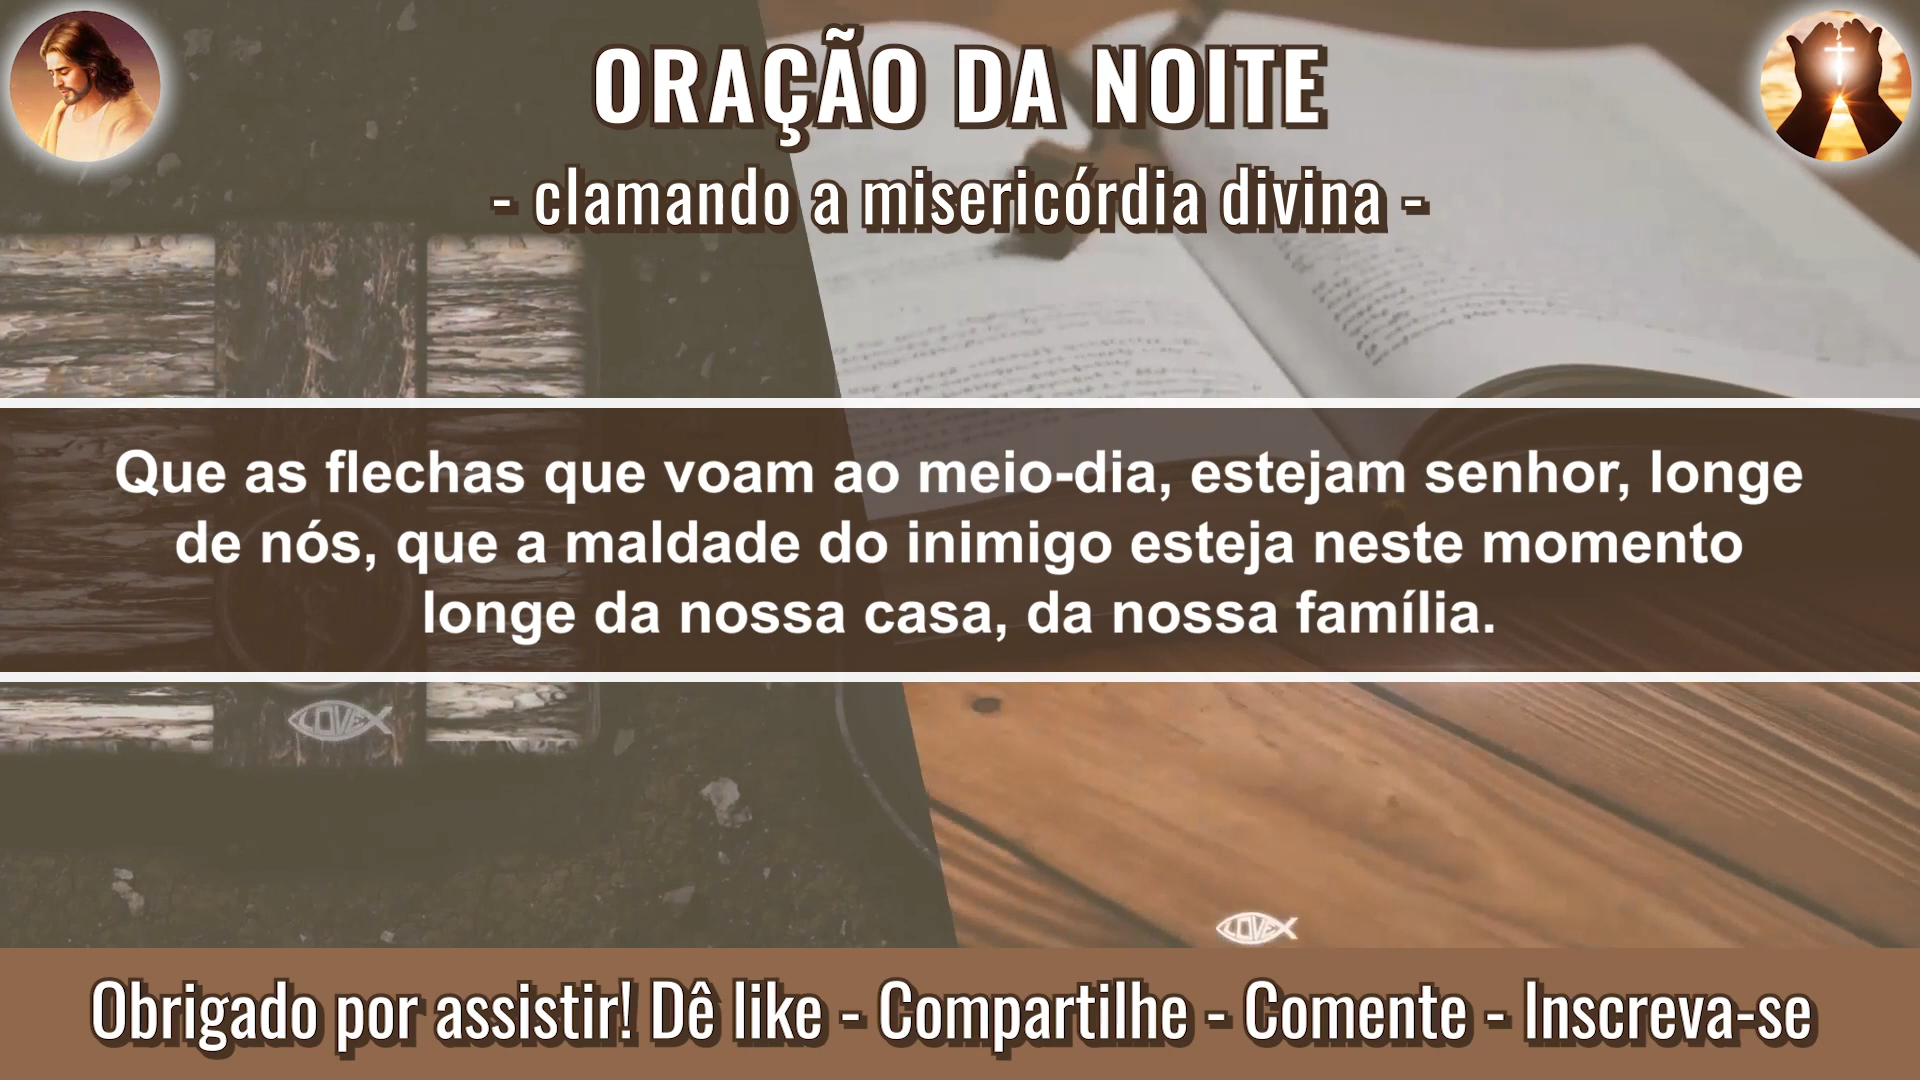 ORAÇÃO DA NOITE
- clamando a misericórdia divina -
Que as flechas que voam ao meio-dia, estejam senhor, longe
de nós, que a maldade do inimigo esteja neste momento
longe da nossa casa, da nossa família.
LOVE
LOVE
Obrigado por assistir! Dê like - Compartilhe - Comente - Inscreva-se